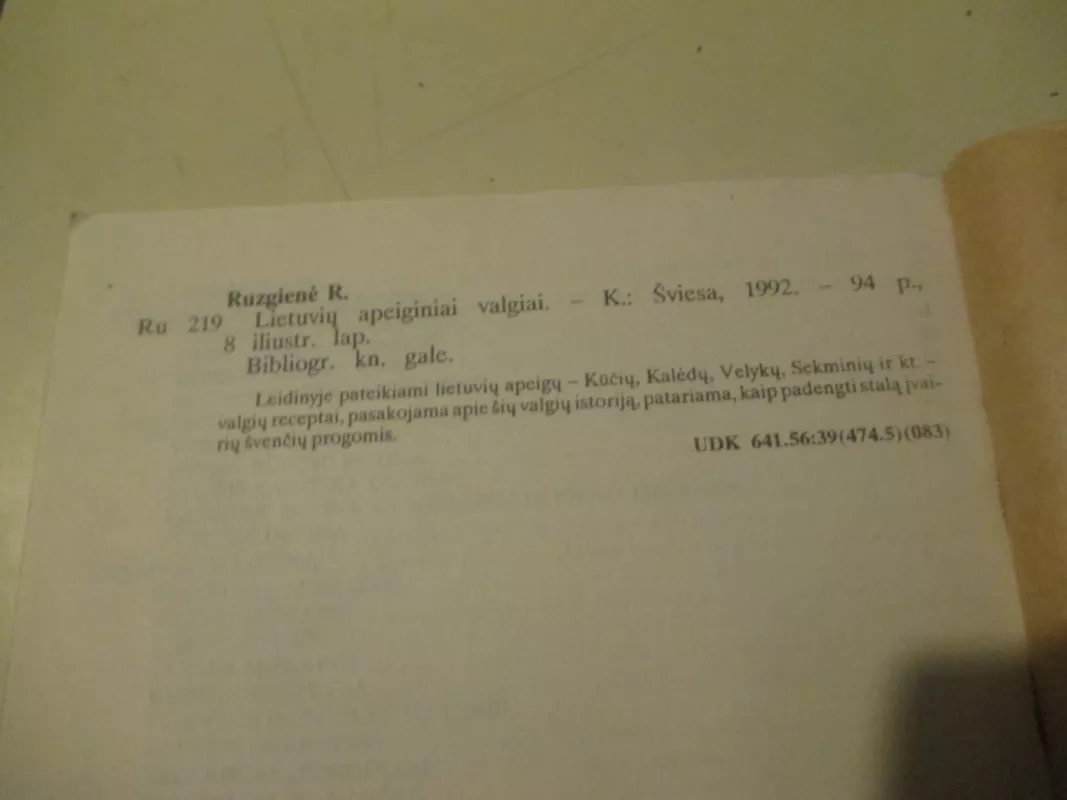 Ruzgienė R.
Ru 219 Lietuvių apeiginiai valgiai. – K.: Šviesa, 1992. – 94 p.,
8 iliustr. lap.
Bibliogr. kn. gale.
Leidinyje pateikiami lietuvių apeigų – Kūčių, Kalėdų, Velykų, Sekminių ir kt. –
valgių receptai, pasakojama apie šių valgių istoriją, patariama, kaip padengti stalą įvai-
rių švenčių progomis.
UDK 641.56:39(474.5)(083)